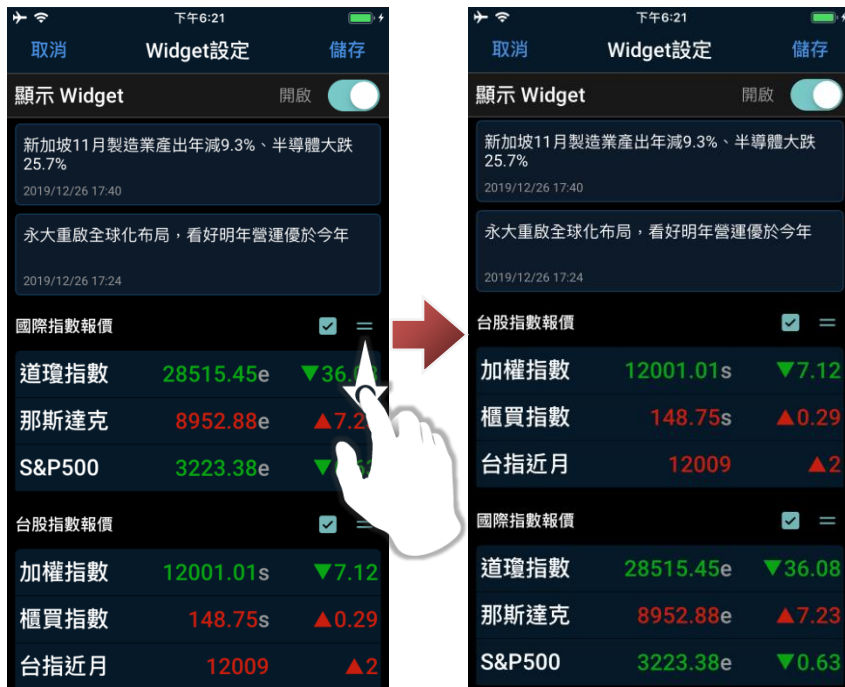 下午6:21
取消 Widget設定 儲存
顯示 Widget 開啟
新加坡11月製造業產出年減9.3%、半導體大跌
25.7%
2019/12/26 17:40
永大重啟全球化布局，看好明年營運優於今年
2019/12/26 17:24
國際指數報價
道瓊指數 28515.45e ▼36.
那斯達克 8952.88e ▲7.2
S&P500 3223.38e ▼
台股指數報價
加權指數 12001.01s ▼7.12
櫃買指數 148.75s ▲0.29
台指近月 12009 ▲2
下午6:21
取消 Widget設定 儲存
顯示 Widget 開啟
新加坡11月製造業產出年減9.3%、半導體大跌
25.7%
2019/12/26 17:40
永大重啟全球化布局，看好明年營運優於今年
2019/12/26 17:24
台股指數報價
加權指數 12001.01s ▼7.12
櫃買指數 148.75s ▲0.29
台指近月 12009 ▲2
國際指數報價
道瓊指數 28515.45e ▼36.08
那斯達克 8952.88e ▲7.23
S&P500 3223.38e ▼0.63